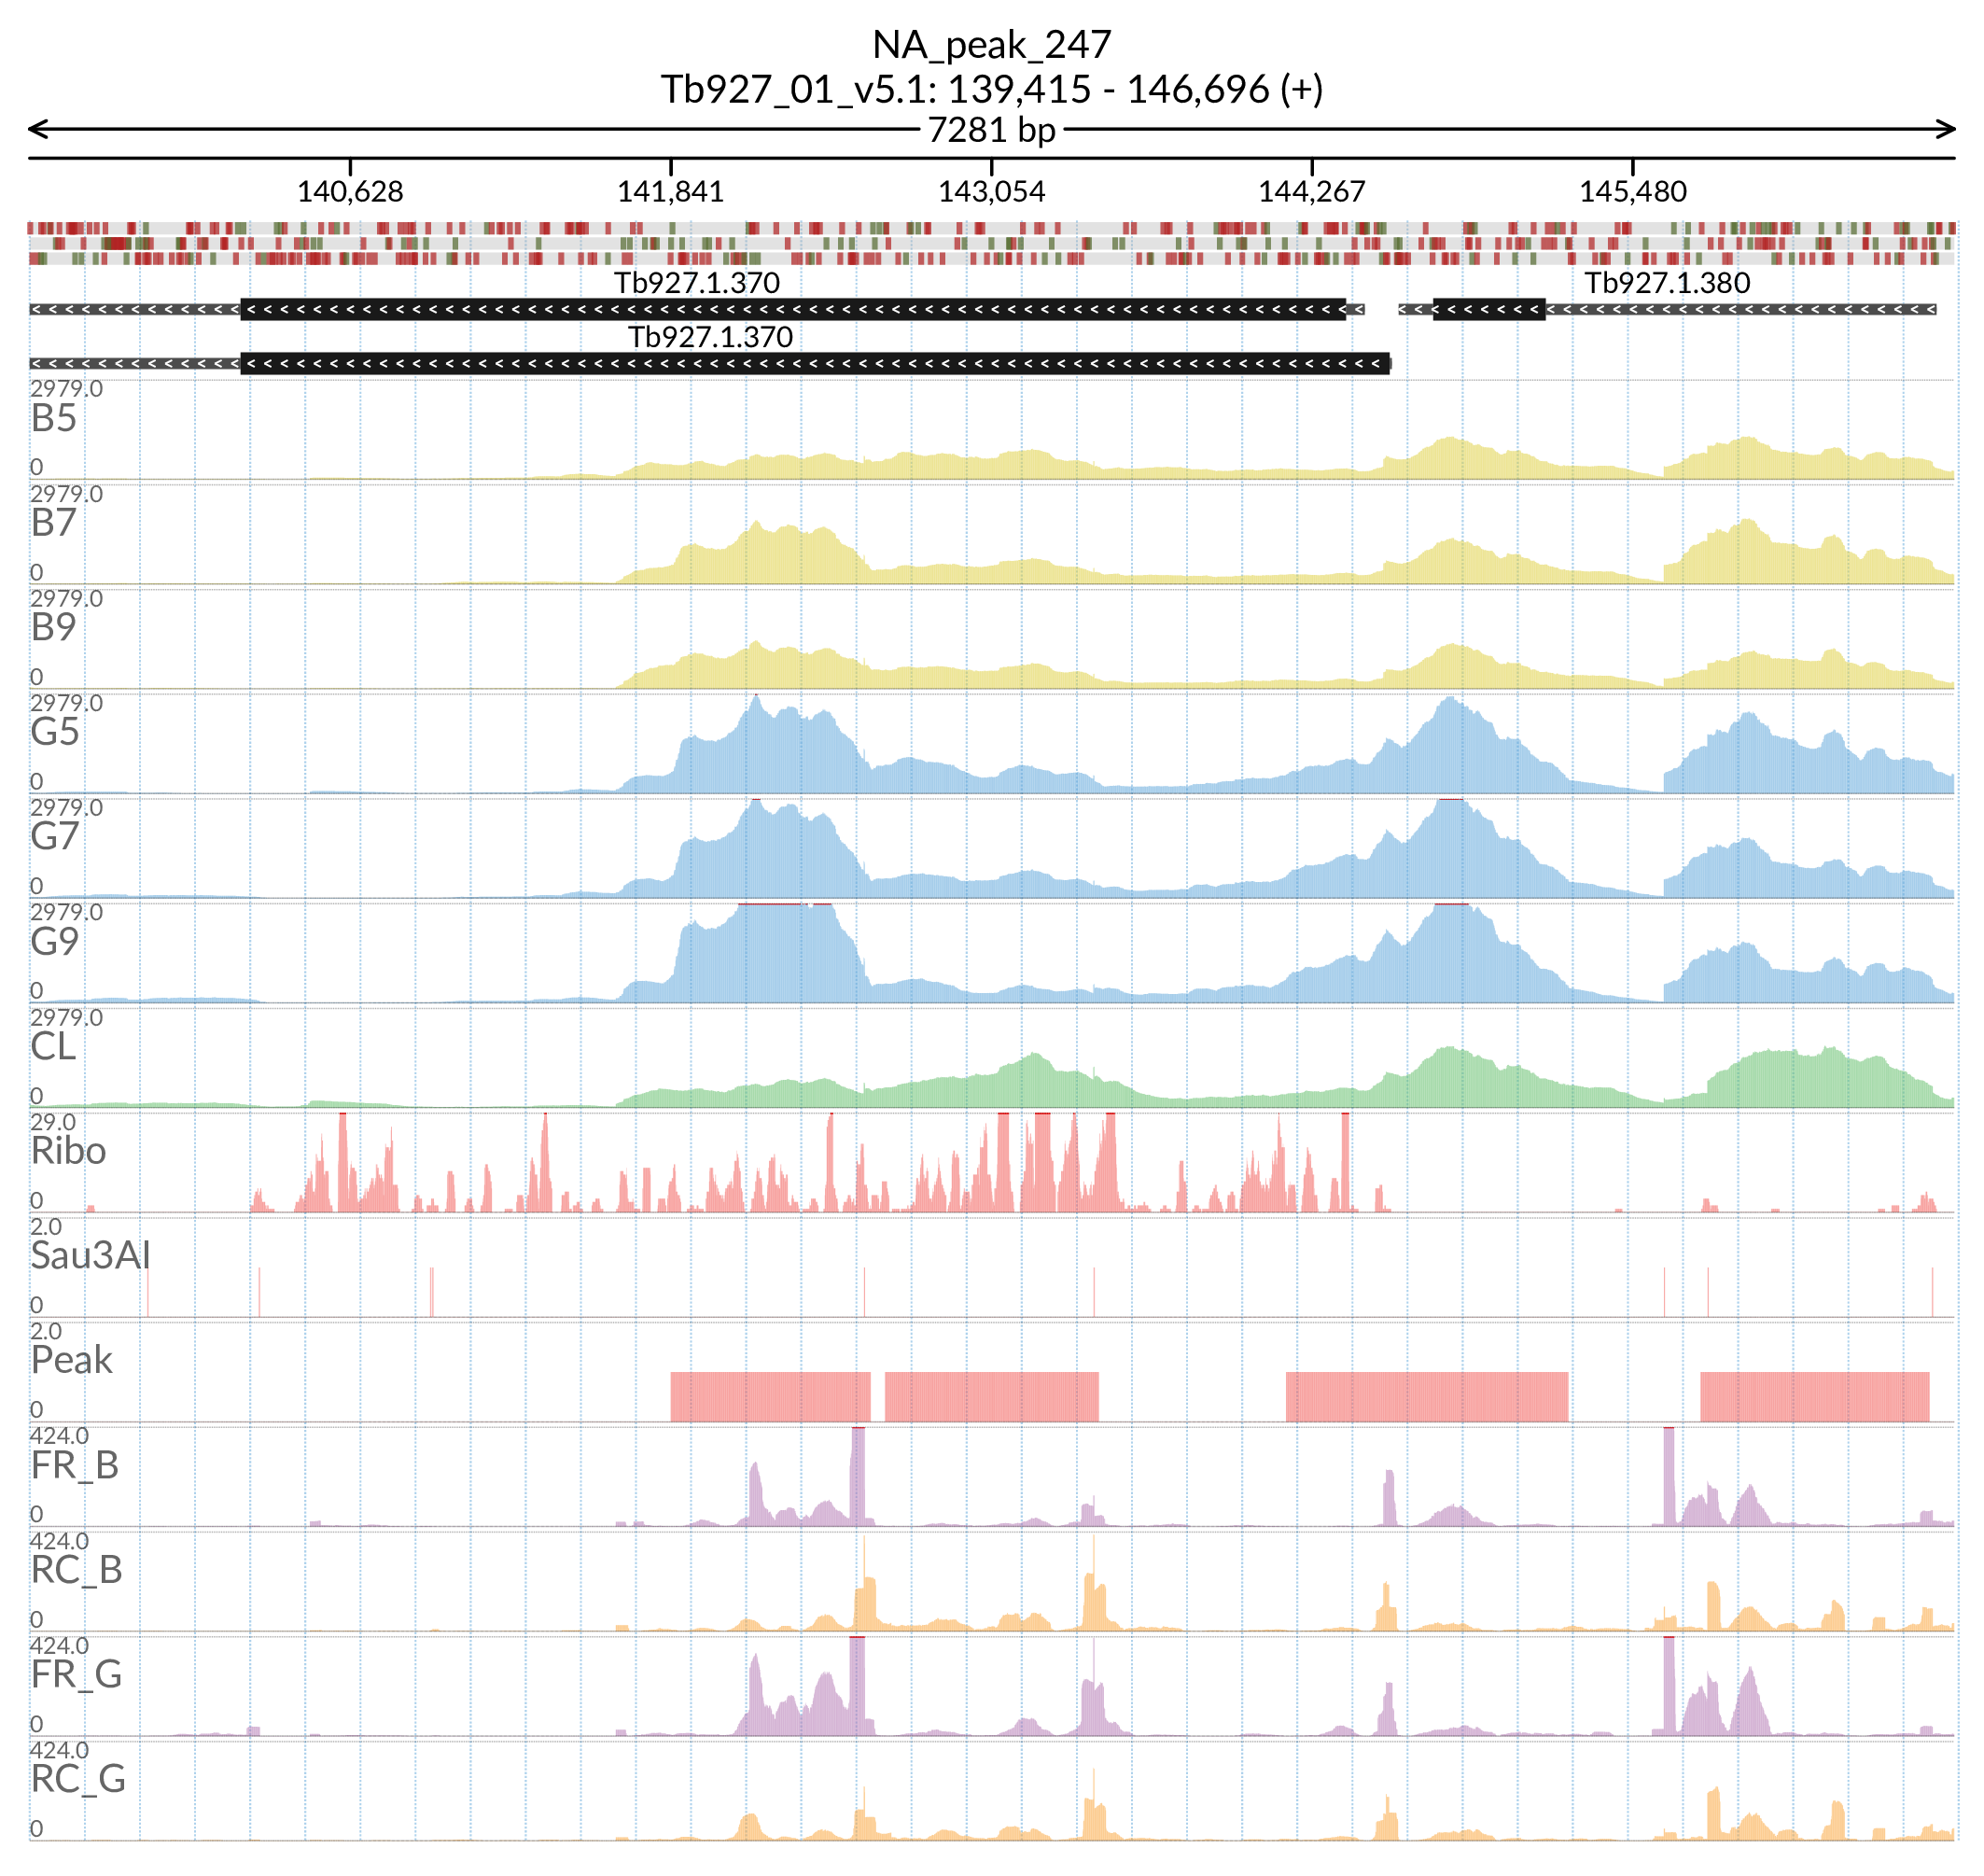 NA_peak_247
Tb927_01_v5.1: 139,415 - 146,696 (+)
7281 bp
140,628 141,841 143,054 144,267 145,480
Tb927.1.370 Tb927.1.380
Tb927.1.370
2979.0
B5
0
2979.0
B7
0
2979.0
B9
0
2979.0
G5
0
2979.0
G7
0
2979.0
G9
0
2979.0
CL
0
29.0
Ribo
0
2.0
Sau3AI
0
2.0
Peak
0
424.0
FR_B
0
424.0
RC_B
0
424.0
FR_G
0
424.0
RC_G
0